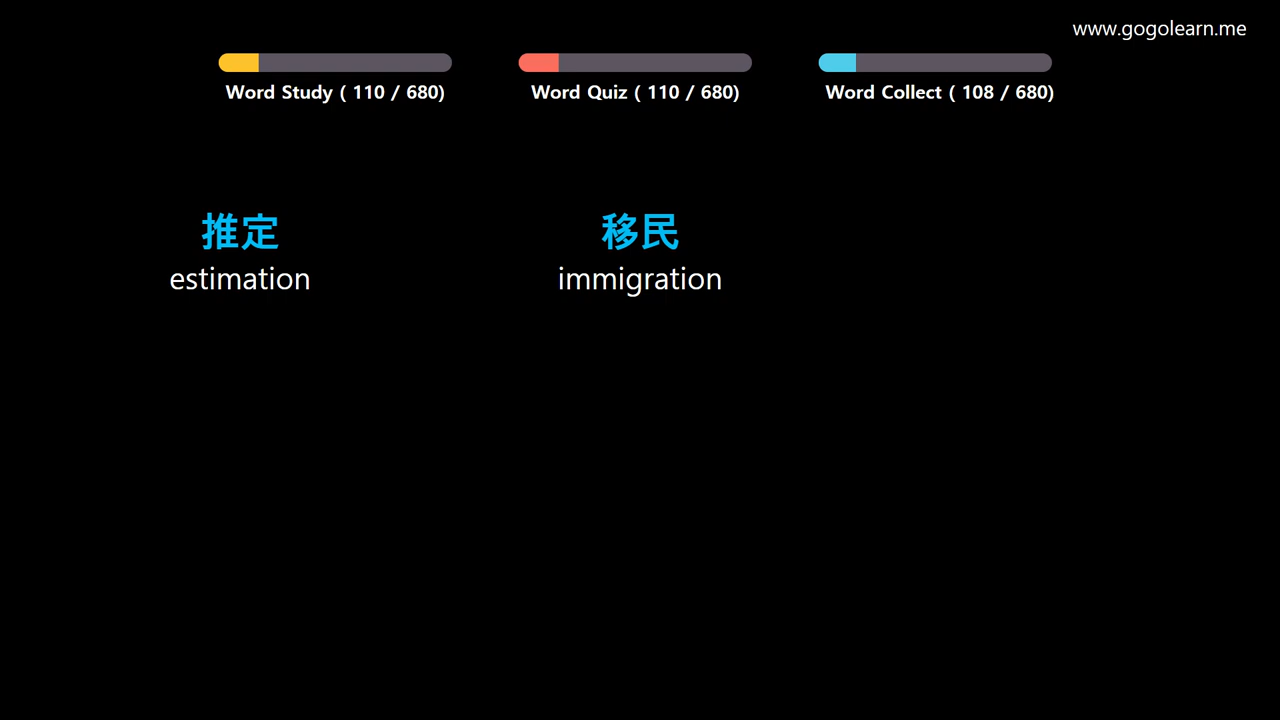 www.gogolearn.me
Word Study ( 110 / 680)
Word Quiz ( 110 / 680)
Word Collect ( 108 / 680)
推定
estimation
移民
immigration